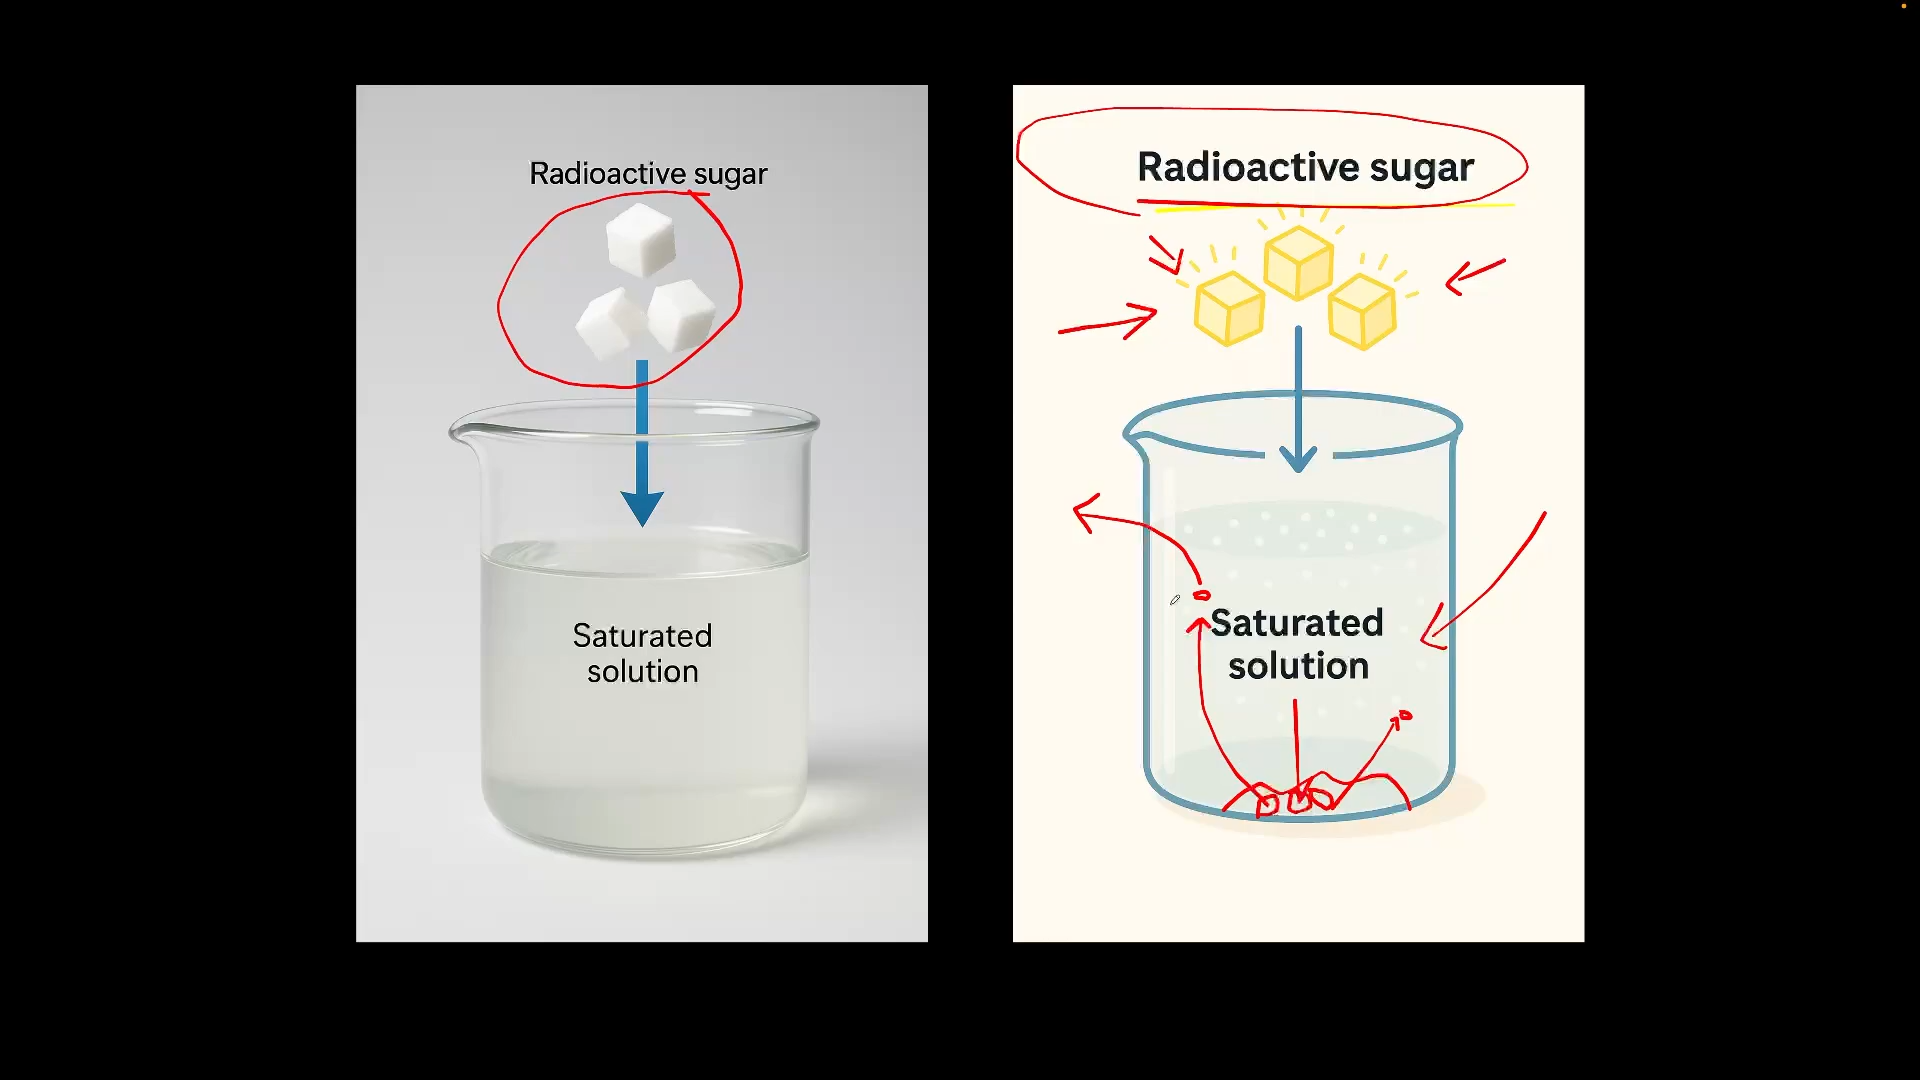 Radioactive sugar
Saturated
solution
Radioactive sugar
Saturated
solution